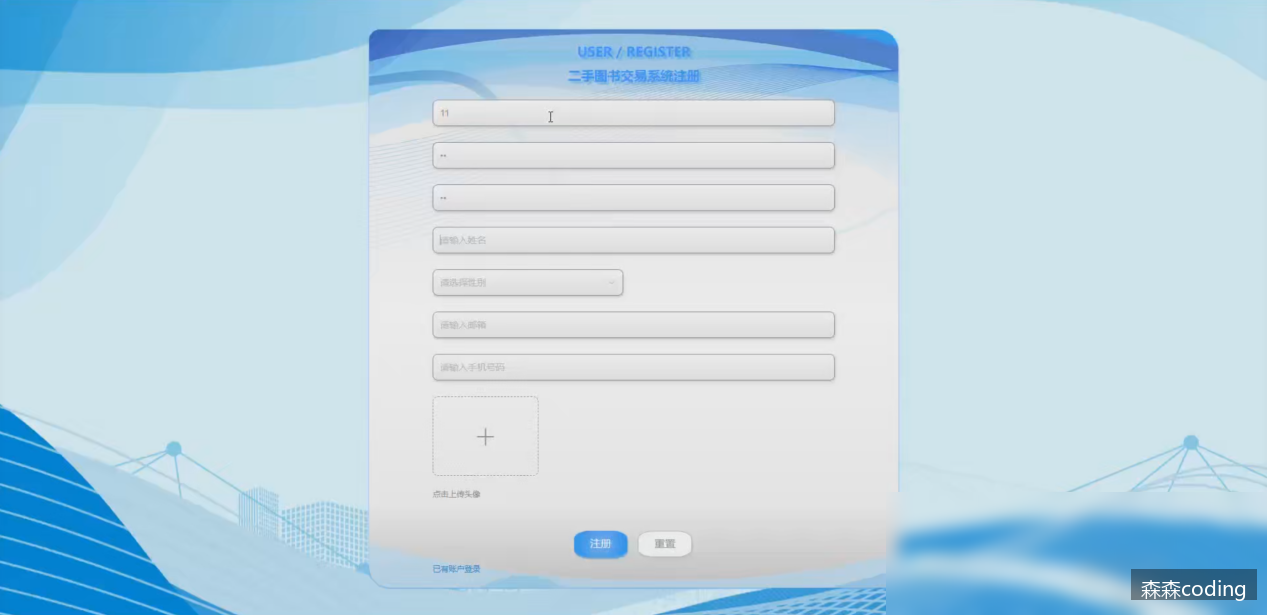 USER / REGISTER
二手图书交易系统注册
11
请输入姓名
请选择性别
请输入邮箱
请输入手机号码
点击上传头像
注册
重置
已有账户登录
森森coding